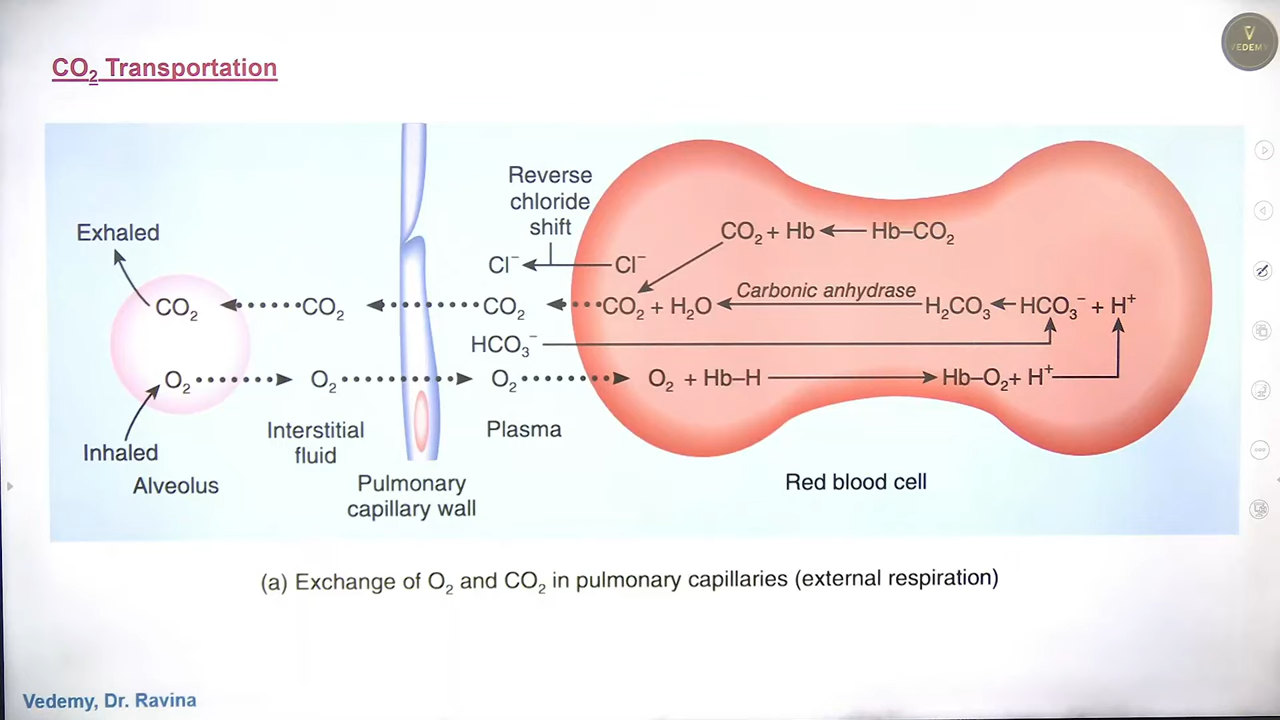 CO₂ Transportation
VEDEMY
Reverse
chloride
shift
Exhaled
CO₂ + Hb Hb–CO₂
Cl⁻ Cl⁻
CO₂ CO₂ CO₂ CO₂ + H₂O Carbonic anhydrase H₂CO₃ HCO₃⁻ + H⁺
HCO₃⁻
O₂ O₂ O₂ O₂ + Hb–H Hb–O₂+ H⁺
Inhaled
Alveolus
Interstitial
fluid
Pulmonary
capillary wall
Plasma
Red blood cell
(a) Exchange of O₂ and CO₂ in pulmonary capillaries (external respiration)
Vedemy, Dr. Ravina